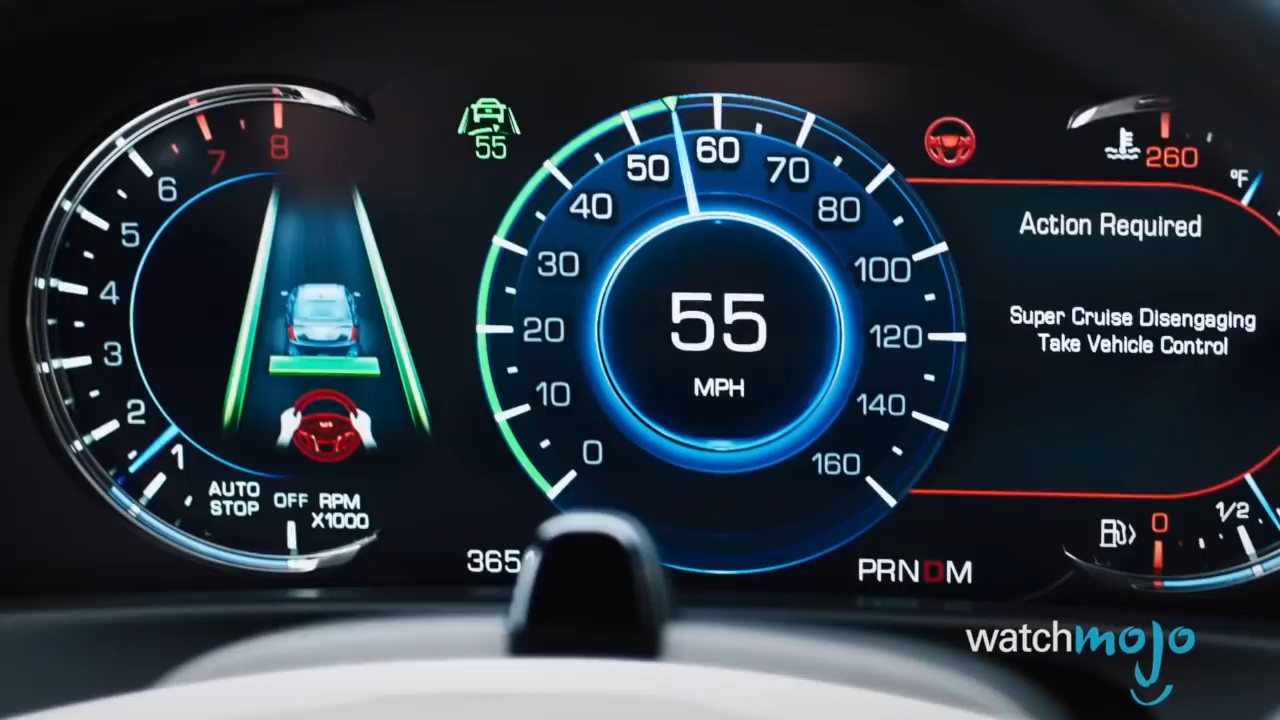 8
7
6
5
4
3
2
1
AUTO
STOP
OFF
RPM
X1000
55
0
10
20
30
40
50
60
70
80
100
120
140
160
55
MPH
365
PRNDM
260
°F
Action Required
Super Cruise Disengaging
Take Vehicle Control
0
1/2
watchmojo